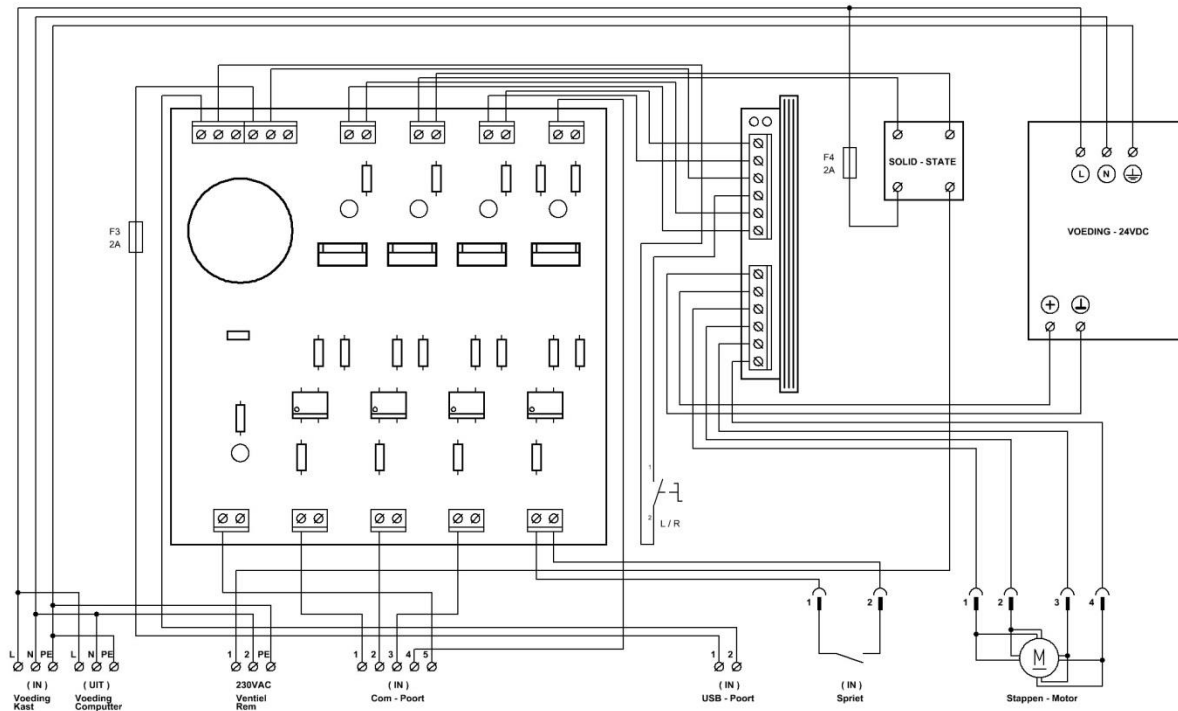 F3
2A
F4
2A
SOLID - STATE
L
N
VOEDING - 24VDC
+
1
2
L / R
1
2
1
2
3
4
M
L
N
PE
L
N
PE
1
2
PE
1
2
3
4
5
1
2
( IN )
Voeding
Kast
( UIT )
Voeding
Computter
230VAC
Ventiel
Rem
( IN )
Com - Poort
( IN )
USB - Poort
( IN )
Spriet
Stappen - Motor